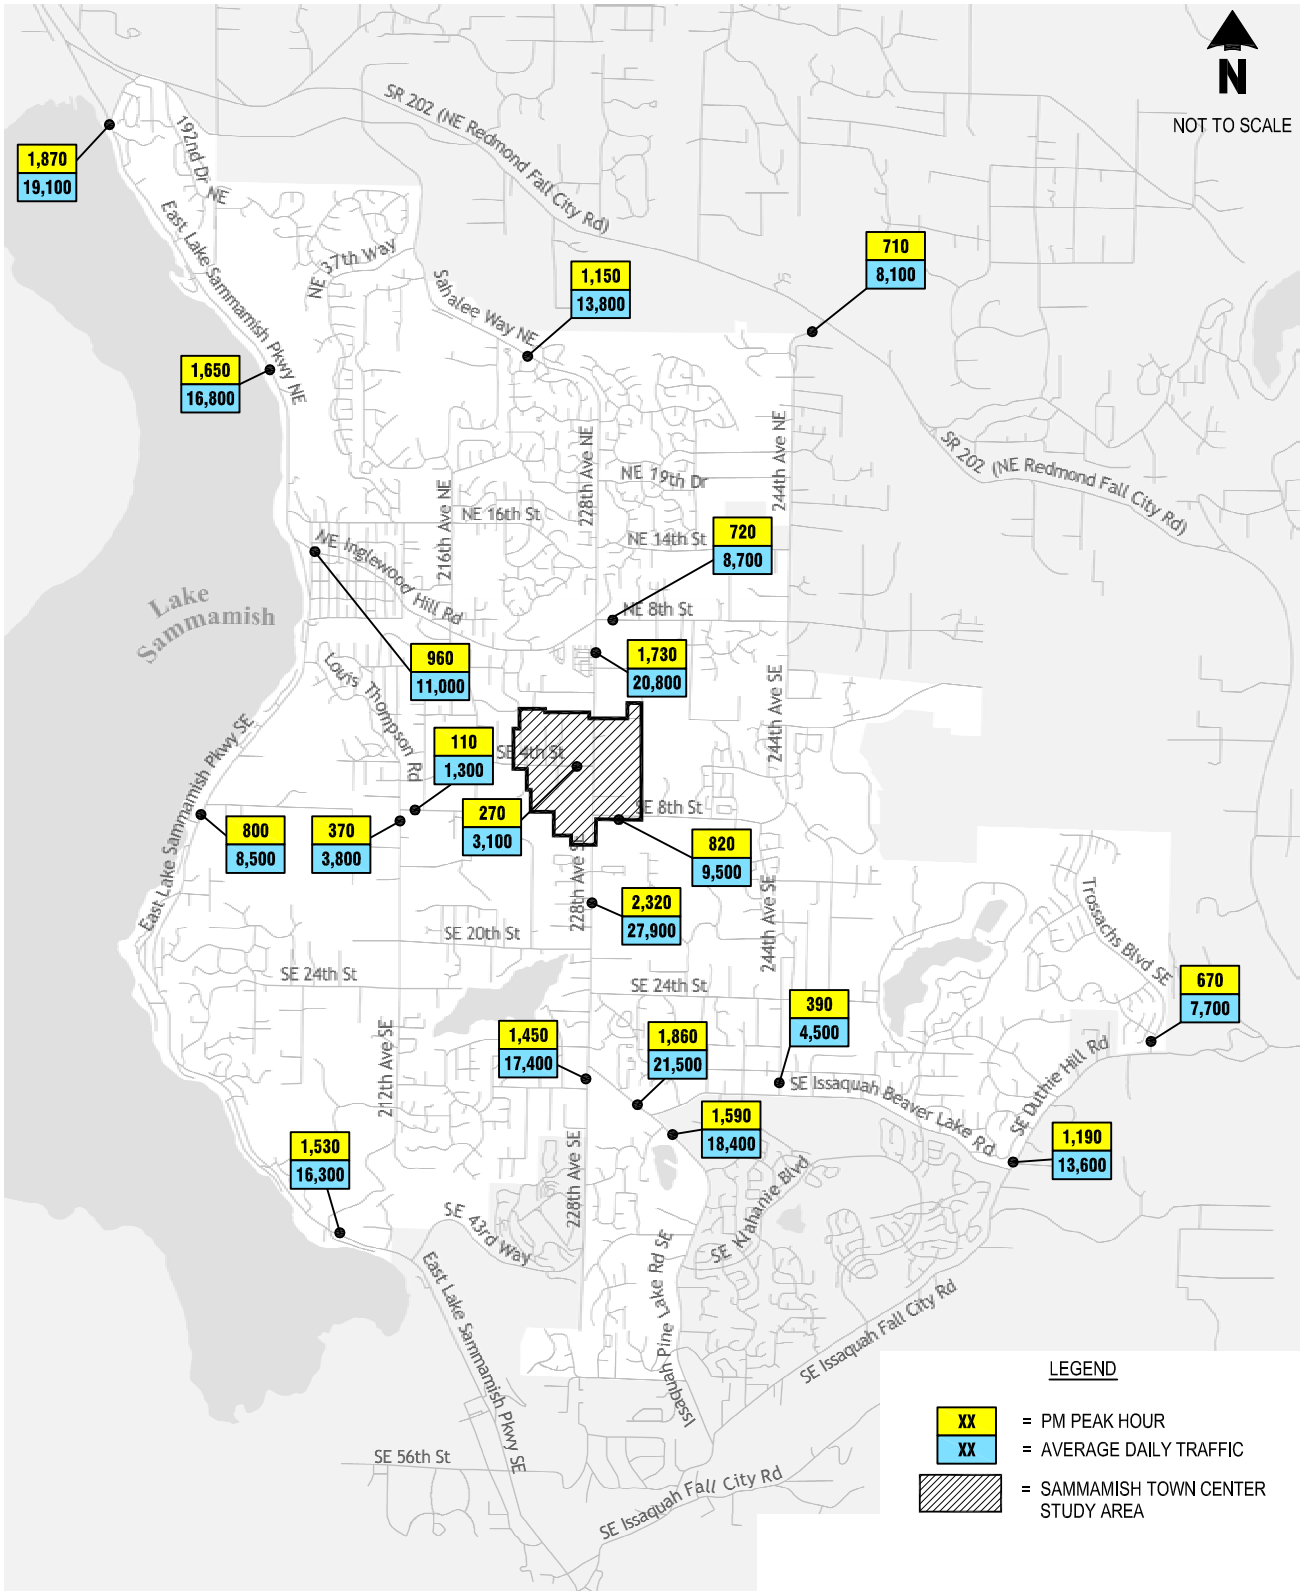 N
NOT TO SCALE
SR 202 (NE Redmond Fall City Rd)
192nd Dr NE
1,870
19,100
East Lake Sammamish Pkwy NE
NE 37th Way
Sahalee Way NE
1,150
13,800
710
8,100
1,650
16,800
228th Ave NE
244th Ave NE
NE 19th Dr
SR 202 (NE Redmond Fall City Rd)
216th Ave NE
NE 16th St
NE Inglewood Hill Rd
NE 14th St
720
8,700
Lake
Sammamish
NE 8th St
960
11,000
1,730
20,800
Louis Thompson Rd
244th Ave SE
East Lake Sammamish Pkwy SE
110
1,300
SE 4th St
270
3,100
SE 8th St
800
8,500
370
3,800
820
9,500
228th Ave S
244th Ave SE
2,320
27,900
Trossachs Blvd SE
SE 20th St
SE 24th St
SE 24th St
670
7,700
390
4,500
1,450
17,400
1,860
21,500
212th Ave SE
SE Issaquah Beaver Lake Rd
SE Duthie Hill Rd
1,590
18,400
1,190
13,600
1,530
16,300
228th Ave SE
SE Klahanie Blvd
SE 43rd Way
Issaquah Pine Lake Rd SE
East Lake Sammamish Pkwy SE
SE Issaquah Fall City Rd
SE 56th St
SE Issaquah Fall City Rd
LEGEND
XX = PM PEAK HOUR
XX = AVERAGE DAILY TRAFFIC
= SAMMAMISH TOWN CENTER
STUDY AREA